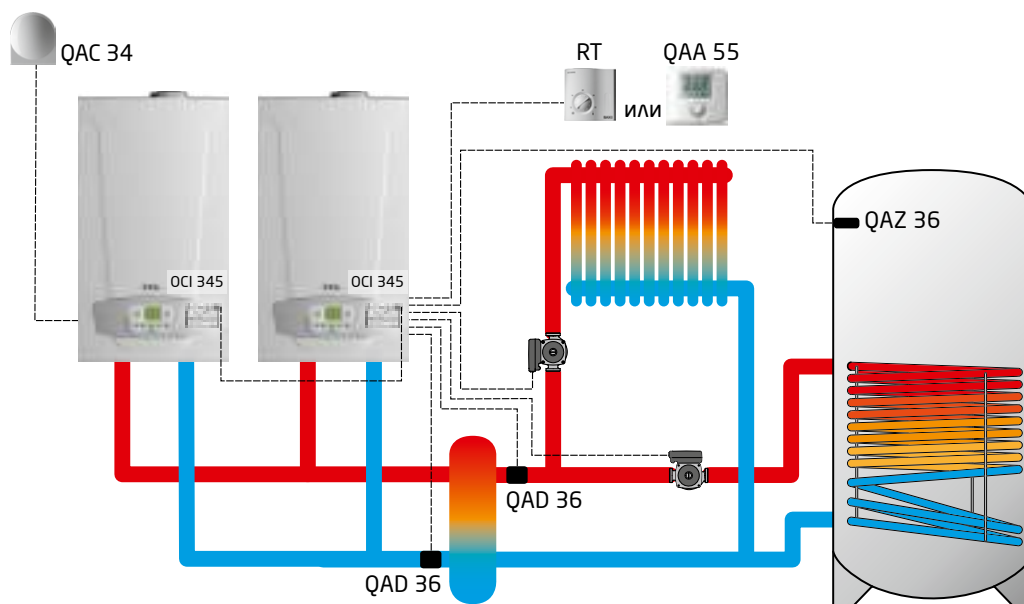 QAC 34
RT
QAA 55
или
QAZ 36
OCI 345
OCI 345
QAD 36
QAD 36